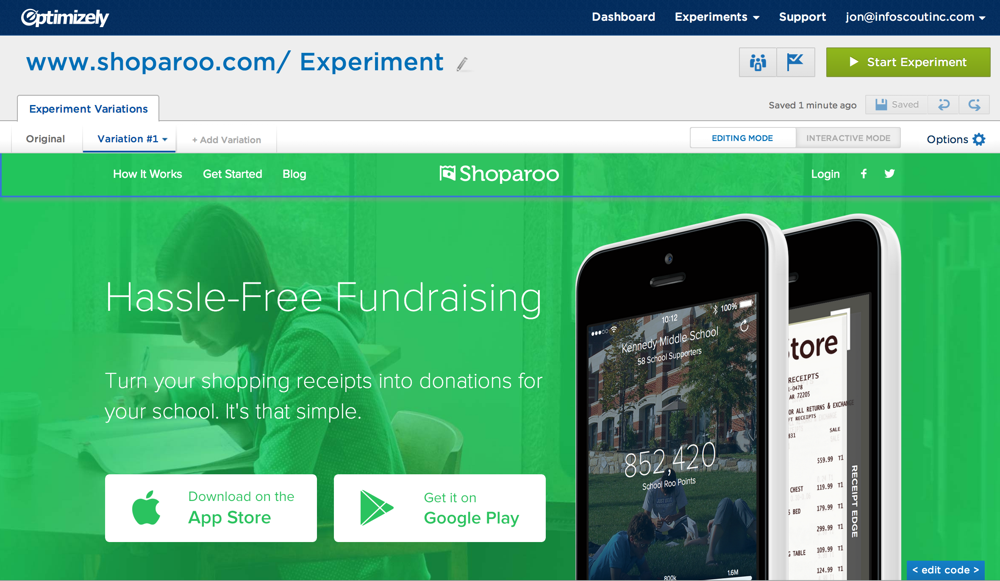 Optimizely
Dashboard Experiments Support jon@infoscoutinc.com
www.shoparoo.com/ Experiment
Start Experiment
Experiment Variations
Saved 1 minute ago Saved
Original Variation #1 + Add Variation
EDITING MODE INTERACTIVE MODE Options
How It Works Get Started Blog
Shoparoo
Login
Hassle-Free Fundraising
Turn your shopping receipts into donations for
your school. It's that simple.
Download on the
App Store
Get it on
Google Play
10:12 100%
Kennedy Middle School
58 School Supporters
852,420
School Roo Points
JUST DOIT.
800k 1.6M
Store
RECEIPTS
1-0478
AR 72205
OR ALL RETURNS & EXCHANGE
FT RECEIPTS
831 SALE
559.99 T1
CHEST 119.99 T1
S BED 179.99 T1
299.99 T1
G TABLE 109.99 T1
124.99 T1
RECEIPT EDGE
< edit code >